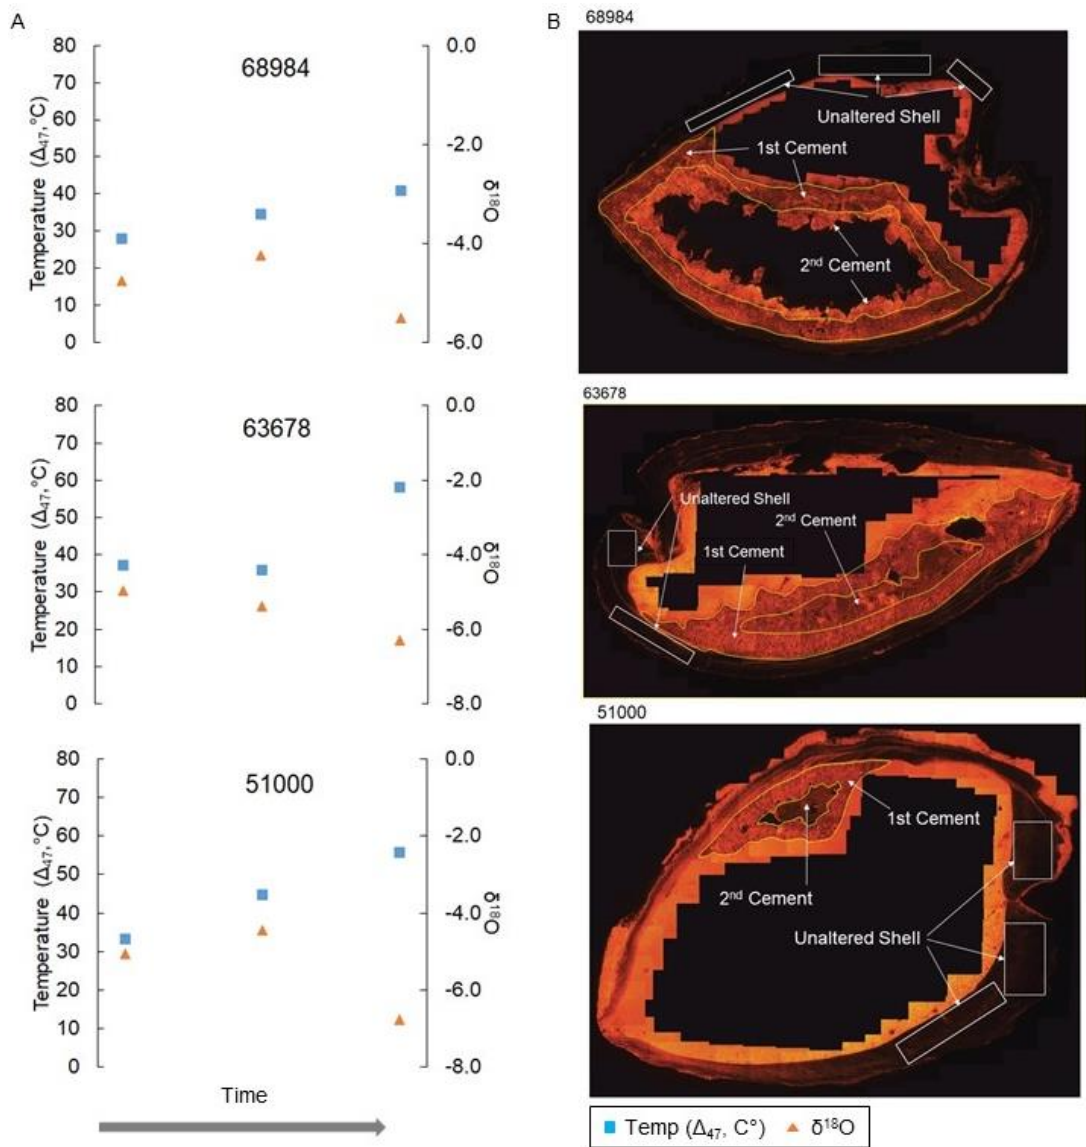 A
80
70
60
50
40
30
20
10
0
Temperature (Δ47,°C)
68984
0.0
-2.0
-4.0
-6.0
δ18O
80
70
60
50
40
30
20
10
0
Temperature (Δ47,°C)
63678
0.0
-2.0
-4.0
-6.0
-8.0
δ18O
80
70
60
50
40
30
20
10
0
Temperature (Δ47,°C)
51000
0.0
-2.0
-4.0
-6.0
-8.0
δ18O
Time
B
68984
Unaltered Shell
1st Cement
2nd Cement
63678
Unaltered Shell
2nd Cement
1st Cement
51000
1st Cement
2nd Cement
Unaltered Shell
Temp (Δ47, C°) δ18O